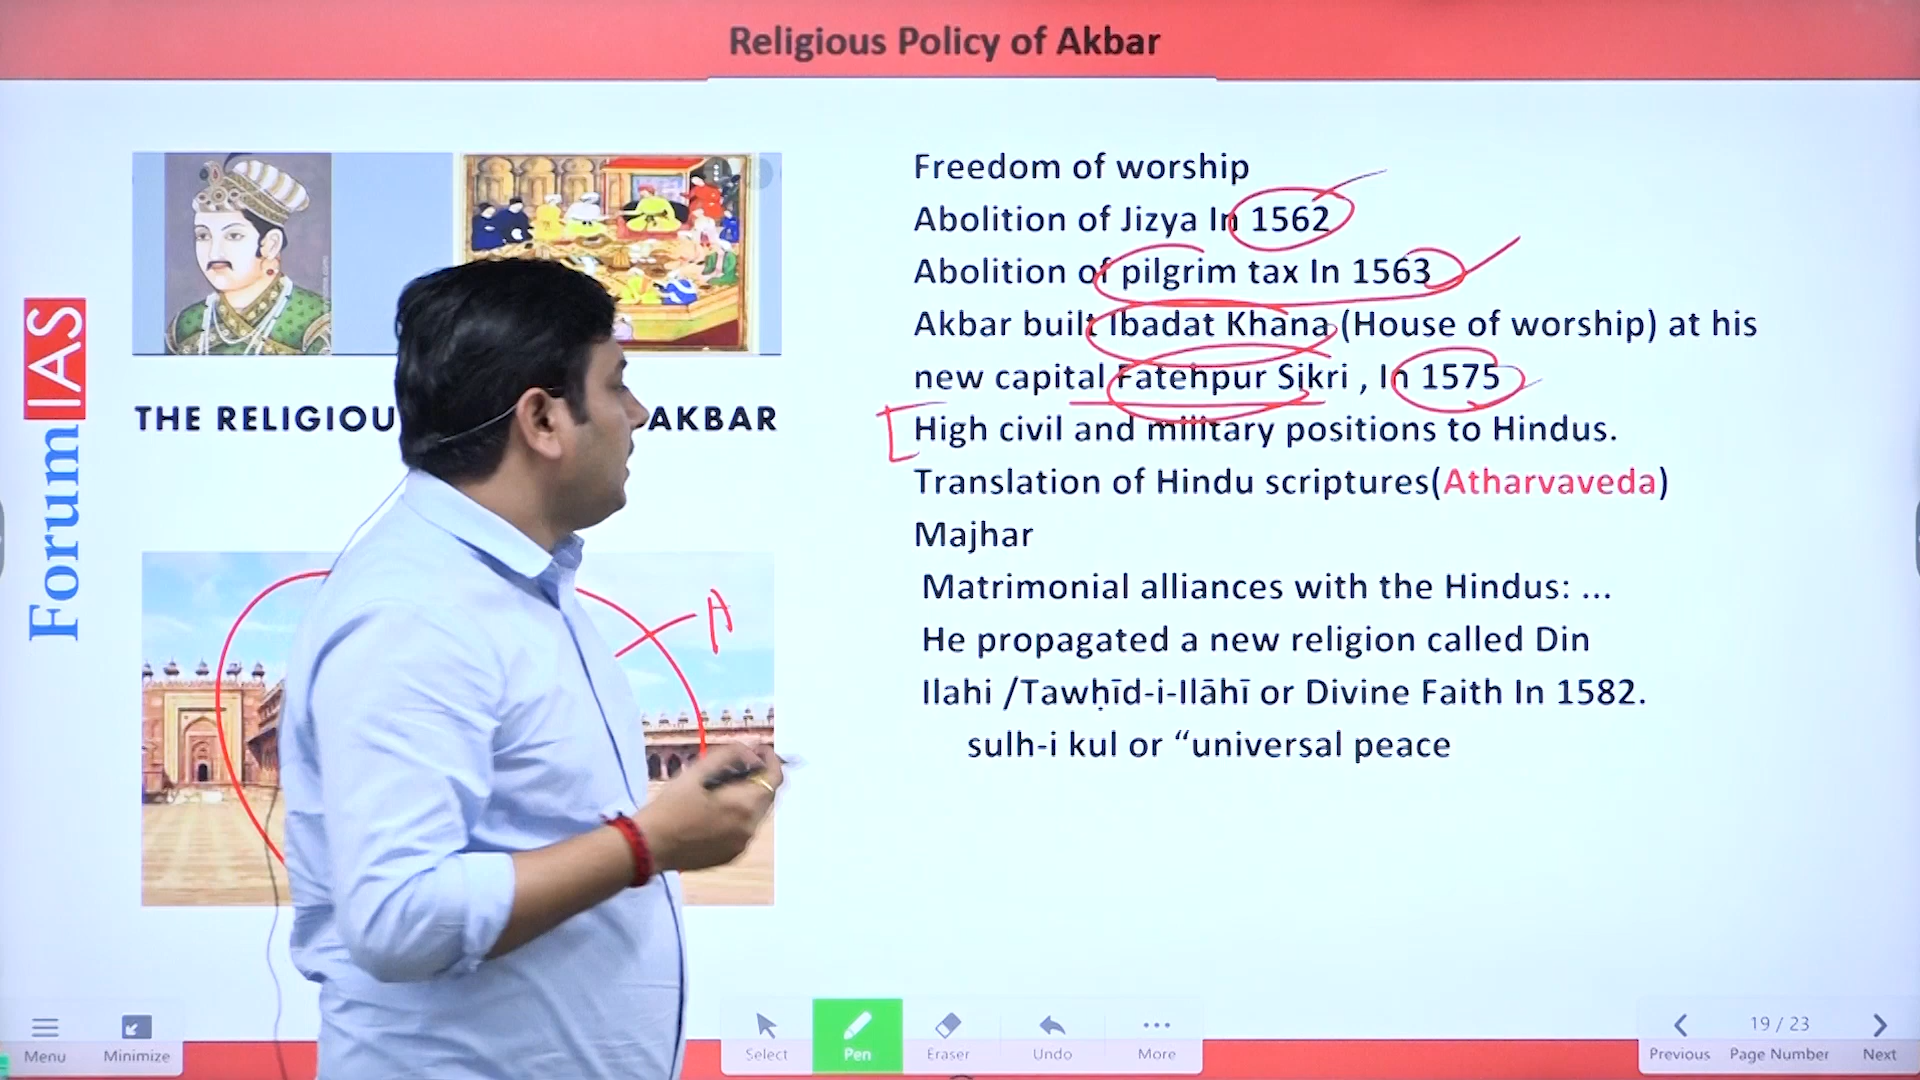 Religious Policy of Akbar
Forum IAS
THE RELIGIOU AKBAR
A
Freedom of worship
Abolition of Jizya In 1562
Abolition of pilgrim tax In 1563
Akbar built Ibadat Khana (House of worship) at his
new capital Fatehpur Sikri , In 1575
High civil and military positions to Hindus.
Translation of Hindu scriptures(Atharvaveda)
Majhar
Matrimonial alliances with the Hindus: ...
He propagated a new religion called Din
Ilahi /Tawḥīd-i-Ilāhī or Divine Faith In 1582.
sulh-i kul or “universal peace
Menu
Minimize
Select
Pen
Eraser
Undo
More
19 / 23
Previous
Page Number
Next